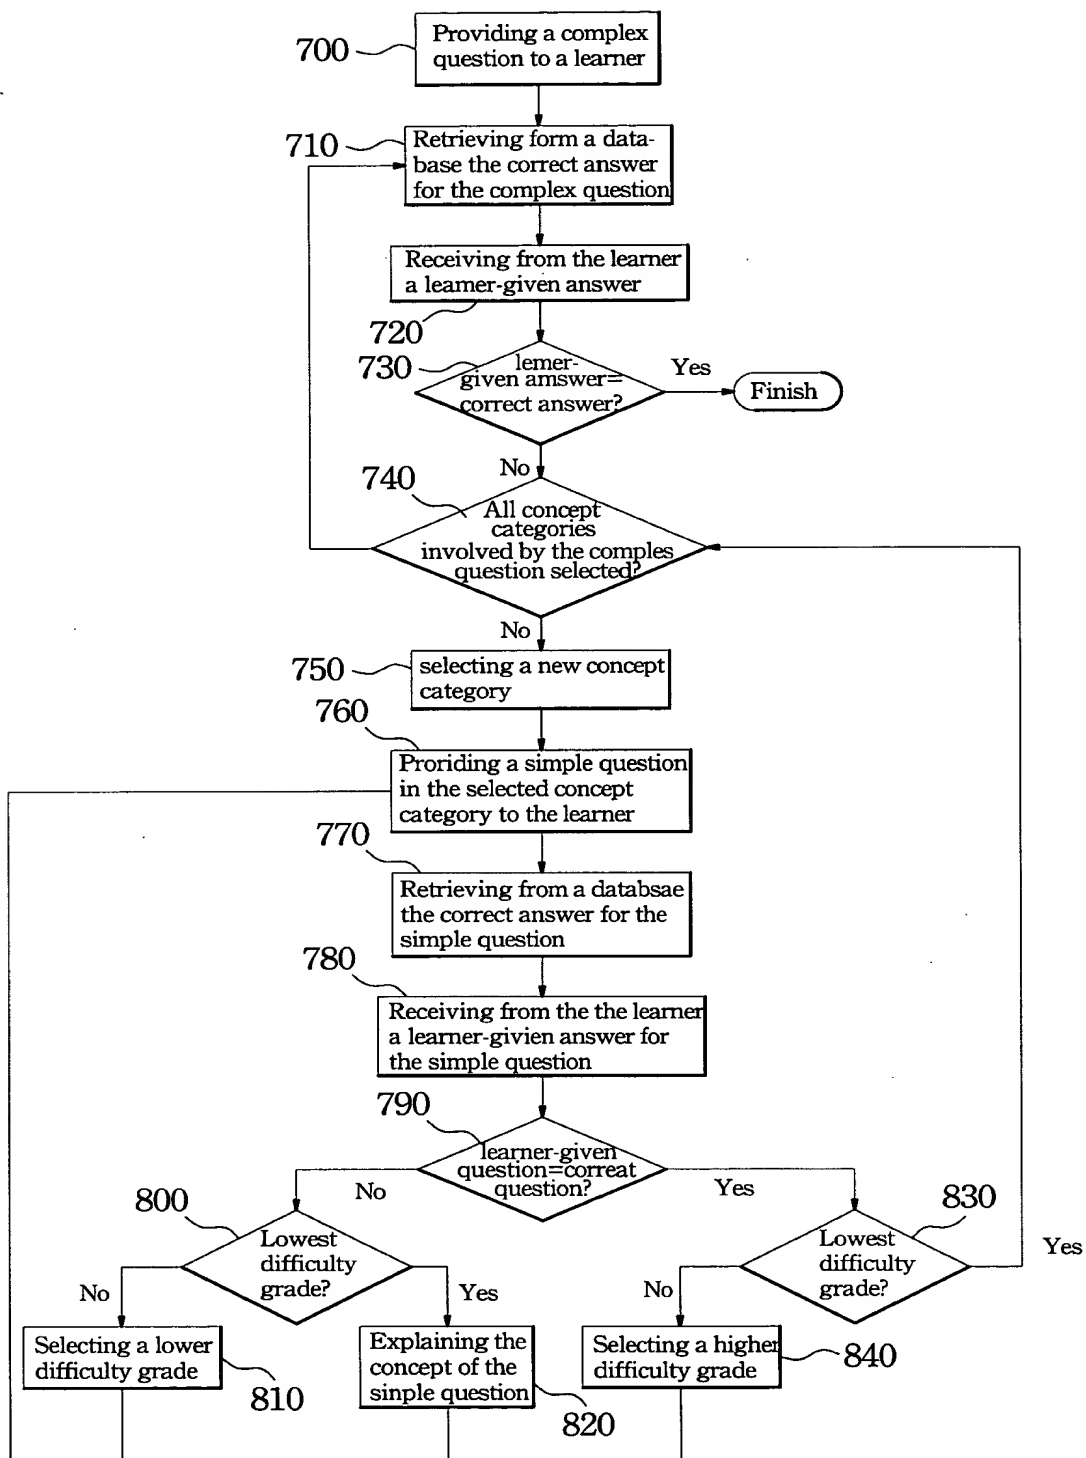 700
Providing a complex
question to a learner
710
Retrieving form a data-
base the correct answer
for the complex question
Receiving from the learner
a learner-given answer
720
730
lerner-
given amswer=
correct answer?
Yes
Finish
No
740
All concept
categories
involved by the comples
question selected?
No
750
selecting a new concept
category
760
Proriding a simple question
in the selected concept
category to the learner
770
Retrieving from a databsae
the correct answer for the
simple question
780
Receiving from the the learner
a learner-givien answer for
the simple question
790
learner-given
question=correat
question?
No
Yes
800
Lowest
difficulty
grade?
830
Lowest
difficulty
grade?
Yes
No
Yes
No
Selecting a lower
difficulty grade
810
Explaining the
concept of the
sinple question
820
Selecting a higher
difficulty grade
840